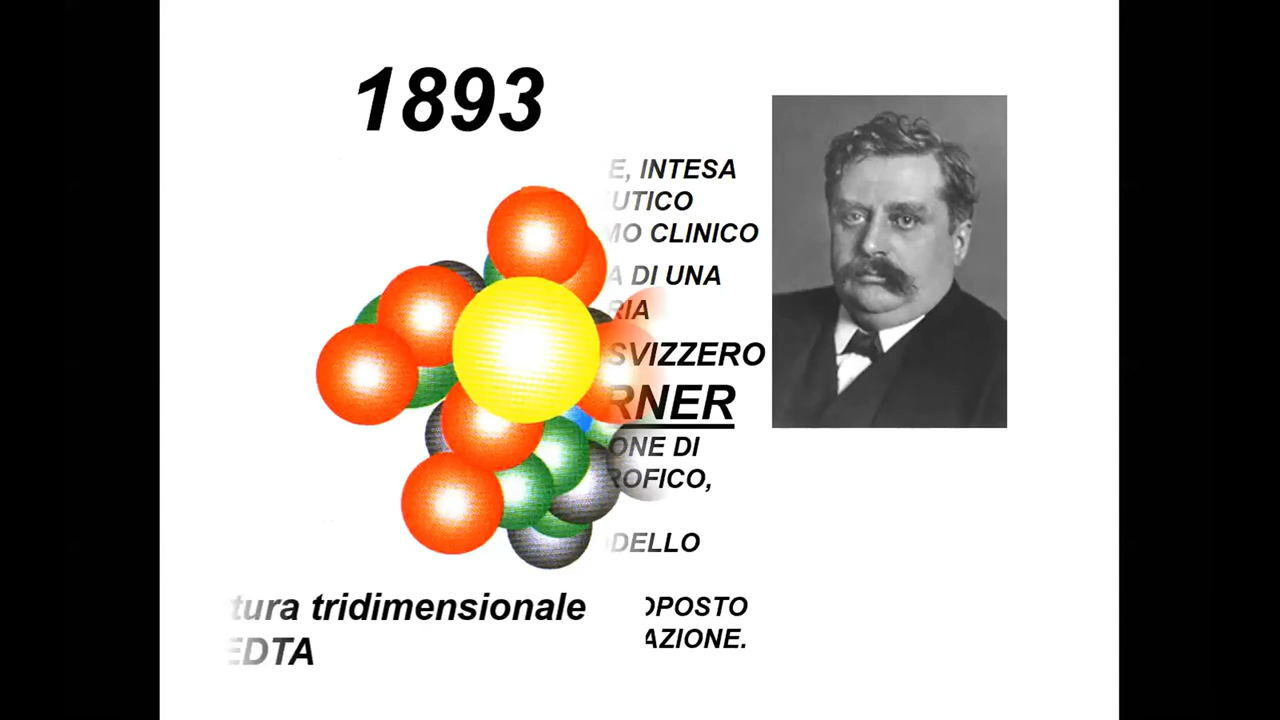 1893
E, INTESA
UTICO
MO CLINICO
A DI UNA
RIA
SVIZZERO
RNER
ONE DI
ROFICO,
DELLO
OPOSTO
AZIONE.
tura tridimensionale
EDTA